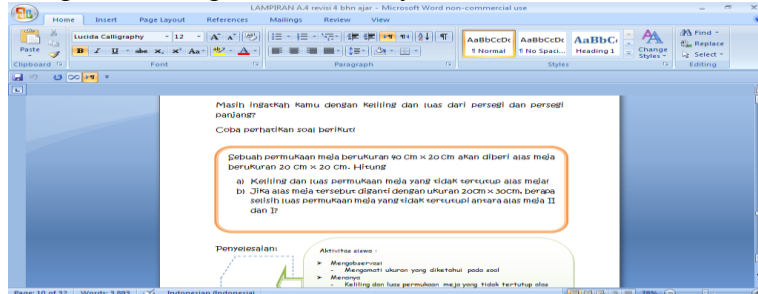 LAMPIRAN A.4 revisi 4 bhn ajar - Microsoft Word non-commercial use
Home Insert Page Layout References Mailings Review View
Lucida Calligraphy 12
Paste
B I U abc x, x² Aa
AaBbCcDc AaBbCcDc AaBbC
¶ Normal ¶ No Spaci... Heading 1
Change Styles
Find
Replace
Select
Clipboard Font Paragraph Styles Editing
Masih ingatkah kamu dengan keliling dan luas dari persegi dan persegi
panjang?
Coba perhatikan soal berikut!
Sebuah permukaan meja berukuran 40 cm x 20 cm akan diberi alas meja
berukuran 20 cm x 20 cm. Hitung
a) Keliling dan luas permukaan meja yang tidak tertutup alas meja!
b) Jika alas meja tersebut diganti dengan ukuran 20cm x 30cm, berapa
selisih luas permukaan meja yang tidak tertutupi antara alas meja II
dan I?
Penyelesaian:
Aktivitas siswa :
➤ Mengobservasi
- Mengamati ukuran yang diketahui pada soal
➤ Menanya
- Keliling dan luas permukaan meja yang tidak tertutup alas
Page: 10 of 37 Words: 3,893 Indonesian (Indonesia) 78%